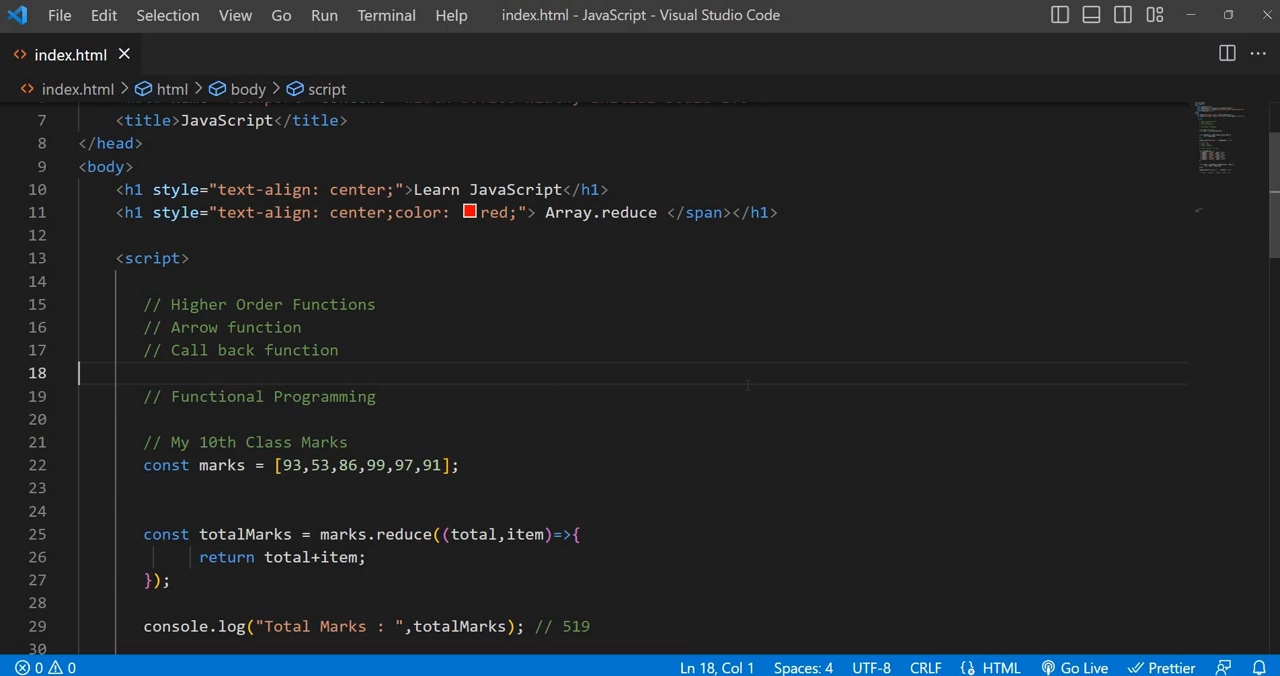 File Edit Selection View Go Run Terminal Help index.html - JavaScript - Visual Studio Code
index.html
index.html > html > body > script
7 <title>JavaScript</title>
8 </head>
9 <body>
10 <h1 style="text-align: center;">Learn JavaScript</h1>
11 <h1 style="text-align: center;color: red;"> Array.reduce </span></h1>
12
13 <script>
14
15 // Higher Order Functions
16 // Arrow function
17 // Call back function
18
19 // Functional Programming
20
21 // My 10th Class Marks
22 const marks = [93,53,86,99,97,91];
23
24
25 const totalMarks = marks.reduce((total,item)=>{
26 return total+item;
27 });
28
29 console.log("Total Marks : ",totalMarks); // 519
30
0 0 Ln 18, Col 1 Spaces: 4 UTF-8 CRLF HTML Go Live Prettier